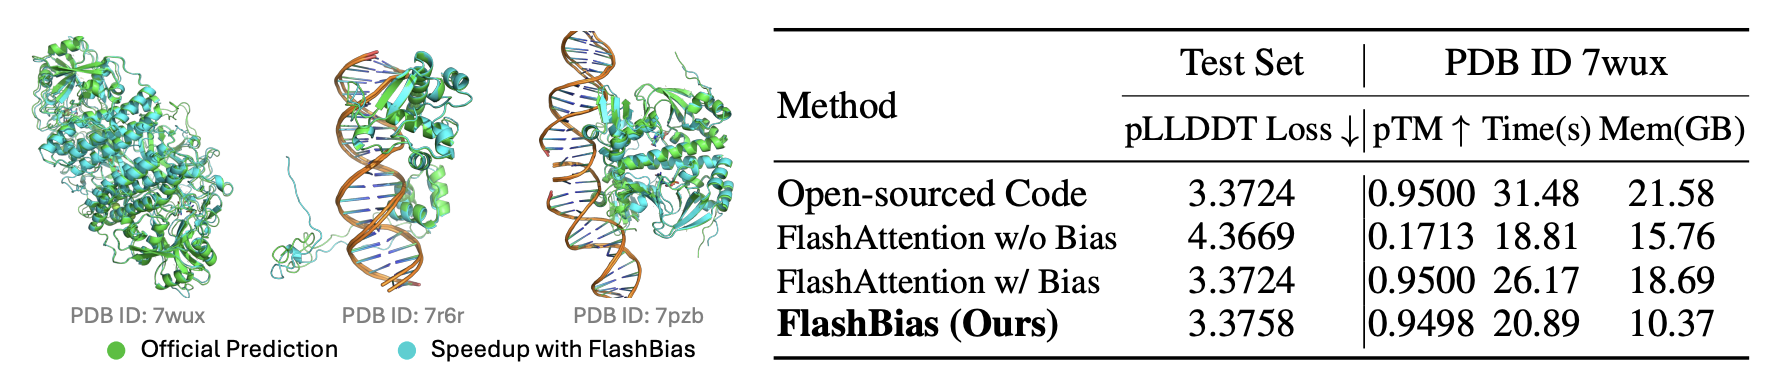 PDB ID: 7wux
PDB ID: 7r6r
PDB ID: 7pzb
Official Prediction
Speedup with FlashBias
Method Test Set PDB ID 7wux
pLLDDT Loss ↓ pTM ↑ Time(s) Mem(GB)
Open-sourced Code 3.3724 0.9500 31.48 21.58
FlashAttention w/o Bias 4.3669 0.1713 18.81 15.76
FlashAttention w/ Bias 3.3724 0.9500 26.17 18.69
FlashBias (Ours) 3.3758 0.9498 20.89 10.37